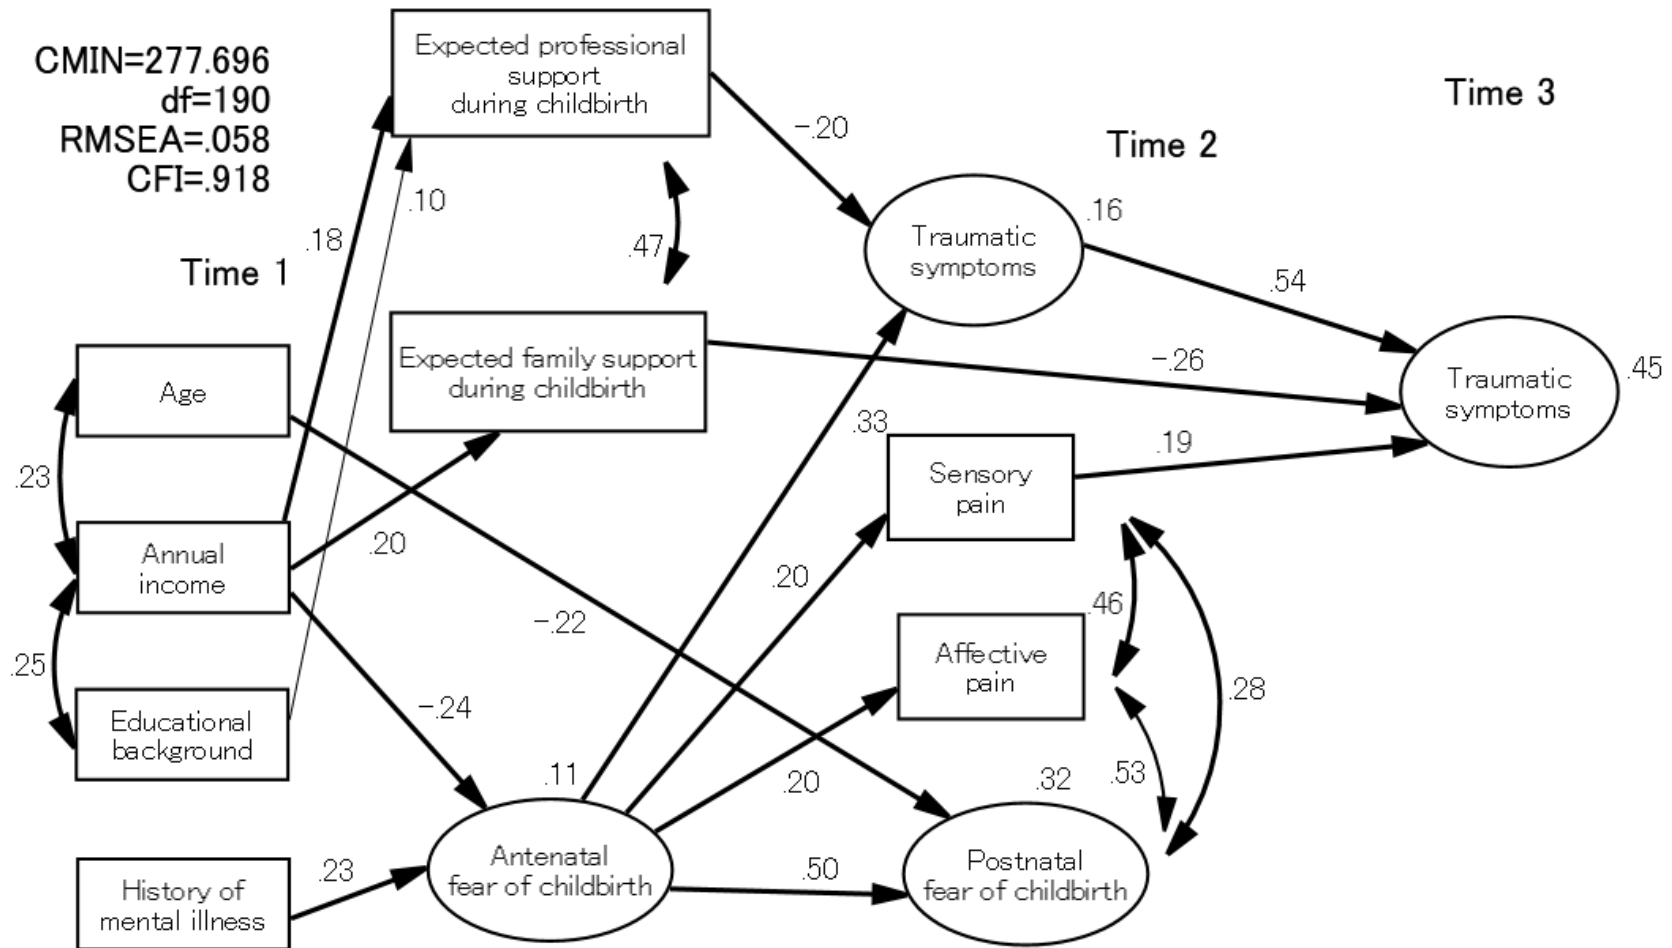 CMIN=277.696
df=190
RMSEA=.058
CFI=.918
Expected professional
support
during childbirth
Time 3
-.20
Time 2
.10
.18
.47
.16
Traumatic
symptoms
Time 1
.54
Age
Expected family support
during childbirth
-.26
Traumatic
symptoms
.45
.33
.19
.23
Sensory
pain
Annual
income
.20
.20
.46
-.22
.25
Affective
pain
.28
Educational
background
-.24
.11
.20
.32
.53
History of
mental illness
.23
Antenatal
fear of childbirth
.50
Postnatal
fear of childbirth